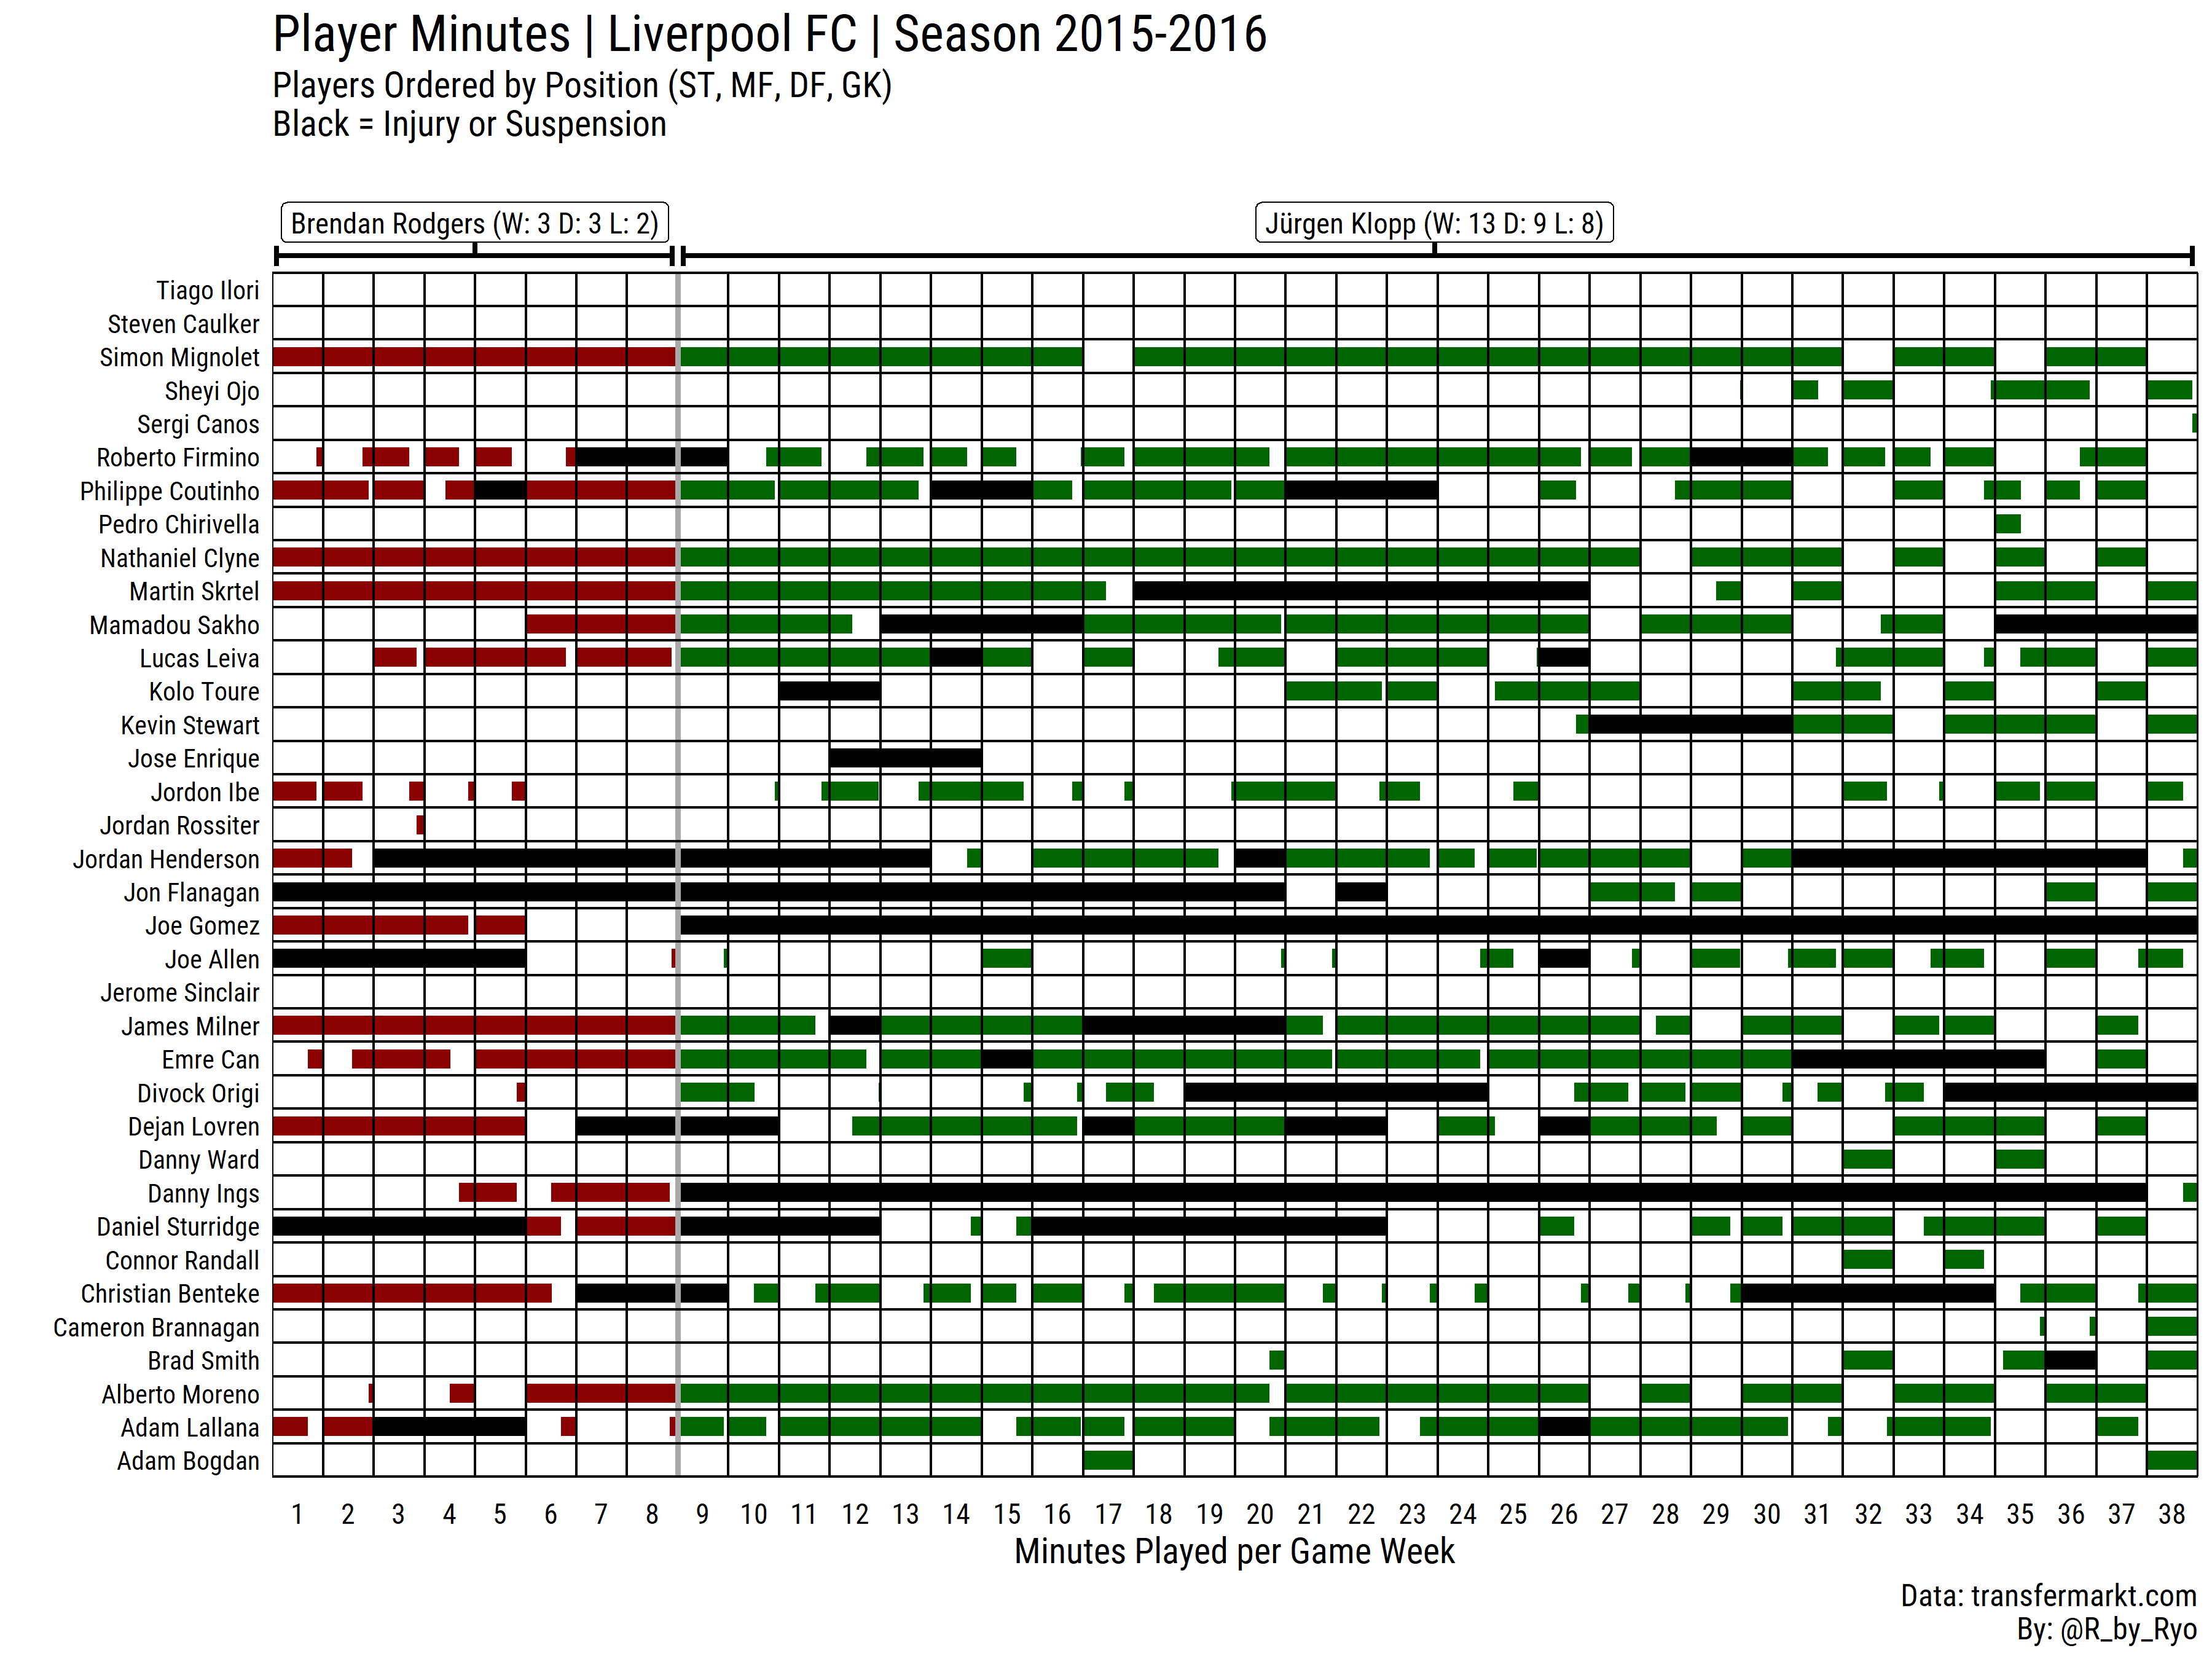 Player Minutes | Liverpool FC | Season 2015-2016
Players Ordered by Position (ST, MF, DF, GK)
Black = Injury or Suspension
Brendan Rodgers (W: 3 D: 3 L: 2)
Jürgen Klopp (W: 13 D: 9 L: 8)
Tiago Ilori
Steven Caulker
Simon Mignolet
Sheyi Ojo
Sergi Canos
Roberto Firmino
Philippe Coutinho
Pedro Chirivella
Nathaniel Clyne
Martin Skrtel
Mamadou Sakho
Lucas Leiva
Kolo Toure
Kevin Stewart
Jose Enrique
Jordon Ibe
Jordan Rossiter
Jordan Henderson
Jon Flanagan
Joe Gomez
Joe Allen
Jerome Sinclair
James Milner
Emre Can
Divock Origi
Dejan Lovren
Danny Ward
Danny Ings
Daniel Sturridge
Connor Randall
Christian Benteke
Cameron Brannagan
Brad Smith
Alberto Moreno
Adam Lallana
Adam Bogdan
1 2 3 4 5 6 7 8 9 10 11 12 13 14 15 16 17 18 19 20 21 22 23 24 25 26 27 28 29 30 31 32 33 34 35 36 37 38
Minutes Played per Game Week
Data: transfermarkt.com
By: @R_by_Ryo